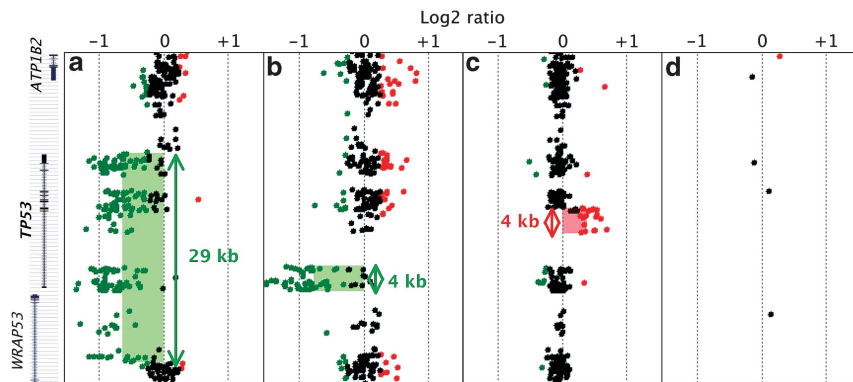 Log2 ratio
−1 0 +1 −1 0 +1 −1 0 +1 −1 0 +1
a b c d
ATP1B2
TP53
WRAP53
29 kb
4 kb
4 kb